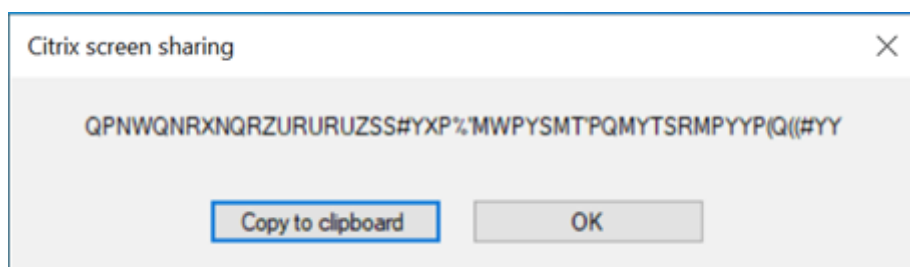 Citrix screen sharing
QPNWQNRXNQRZURURUZSS#YXP%'MWPYSMT'PQMYTSRMPYYP(Q((#YY
Copy to clipboard
OK